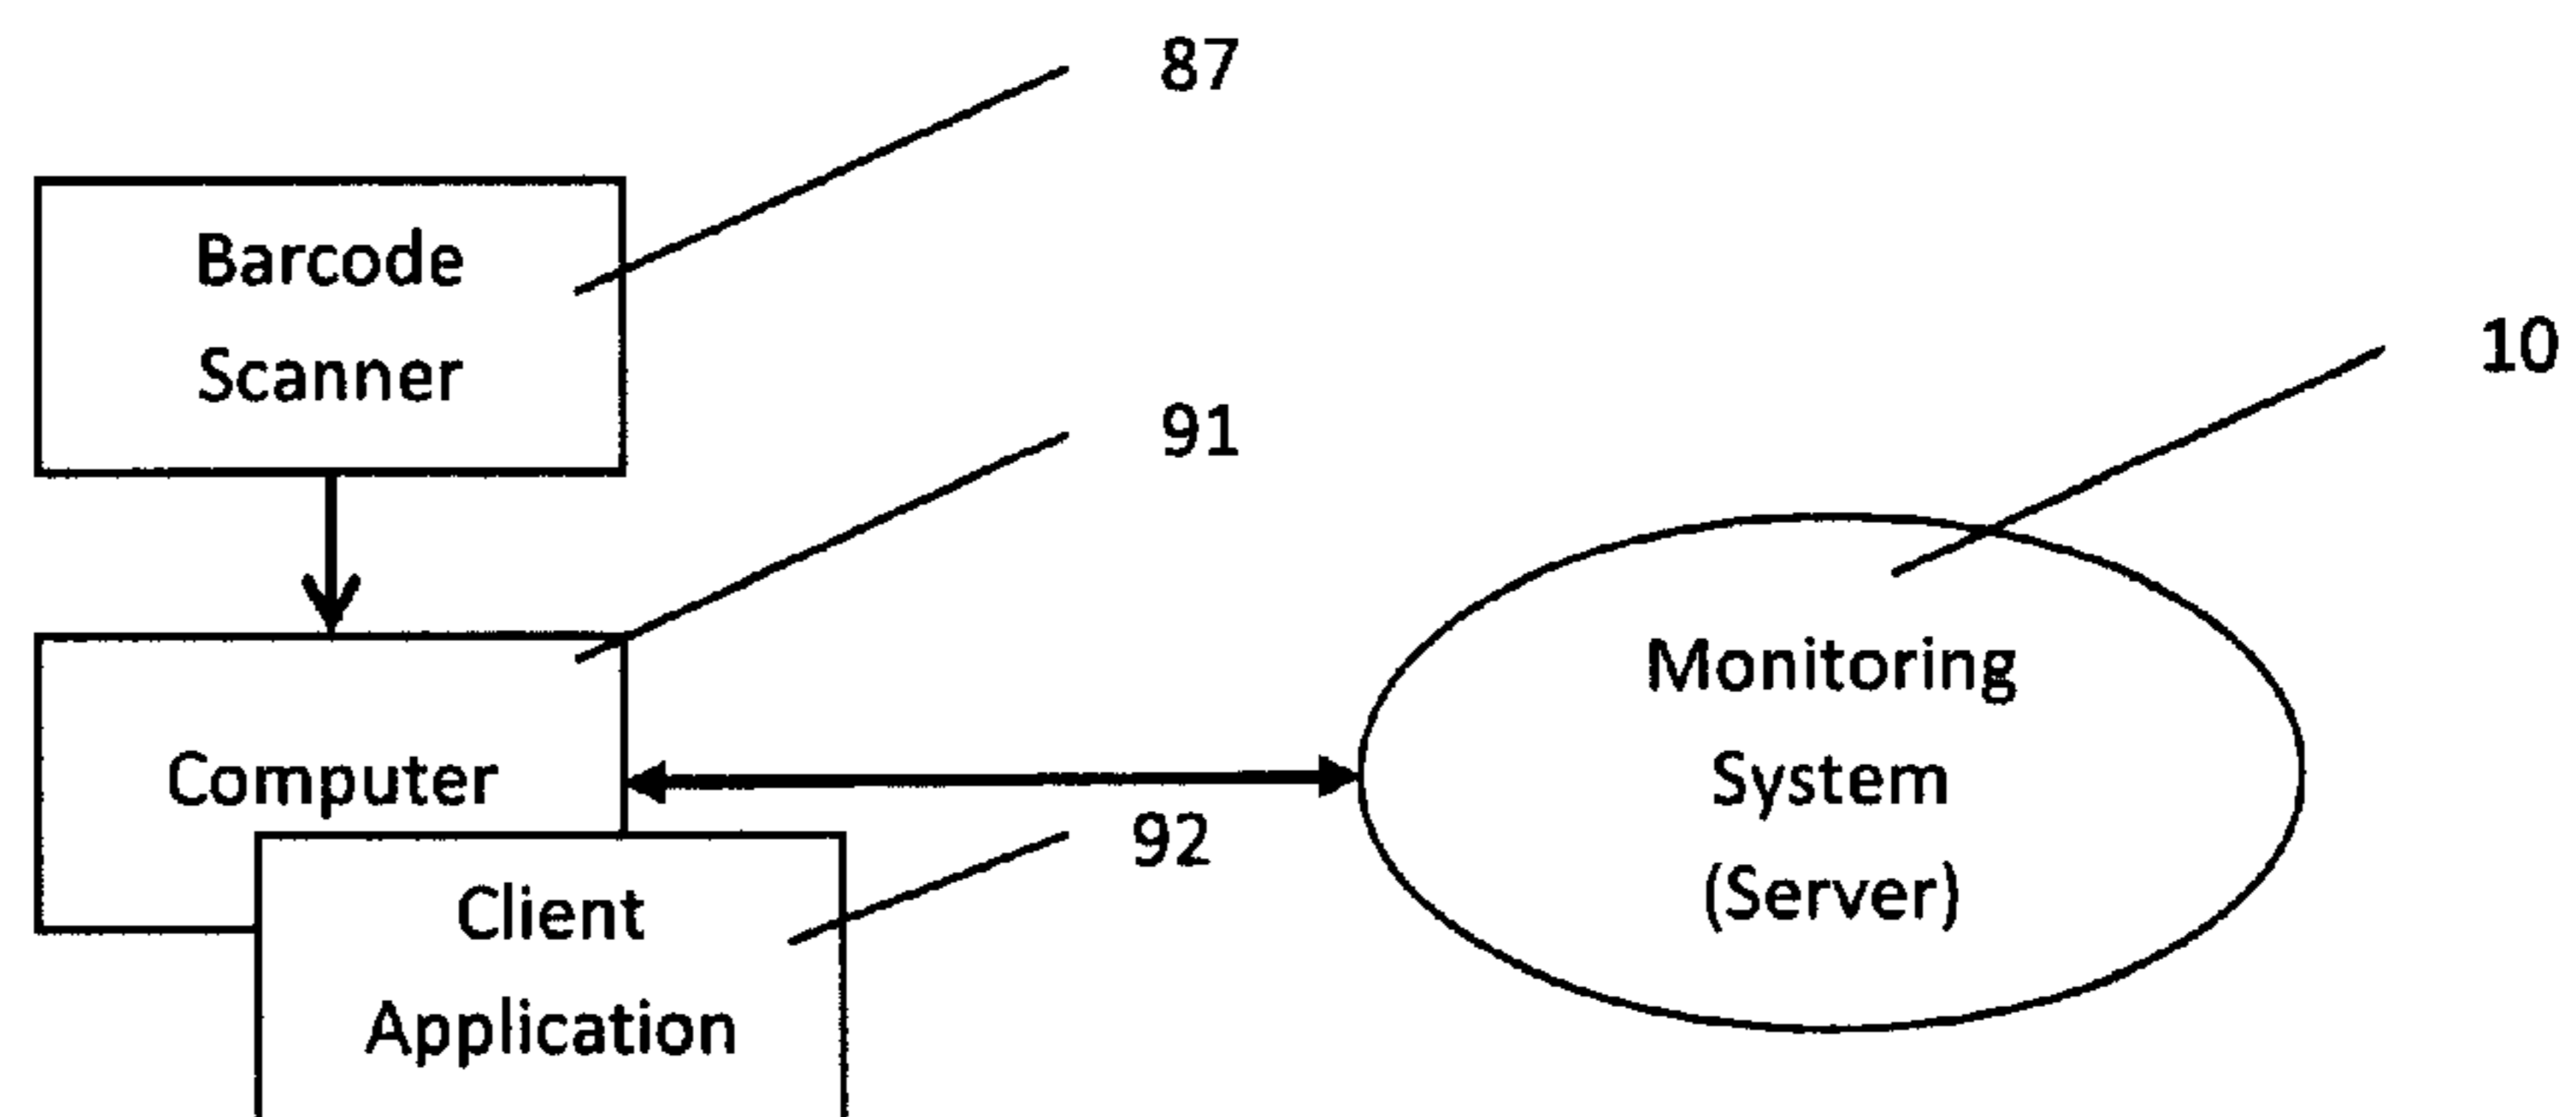 87
Barcode
Scanner
10
91
Monitoring
Computer
System
92
(Server)
Client
Application